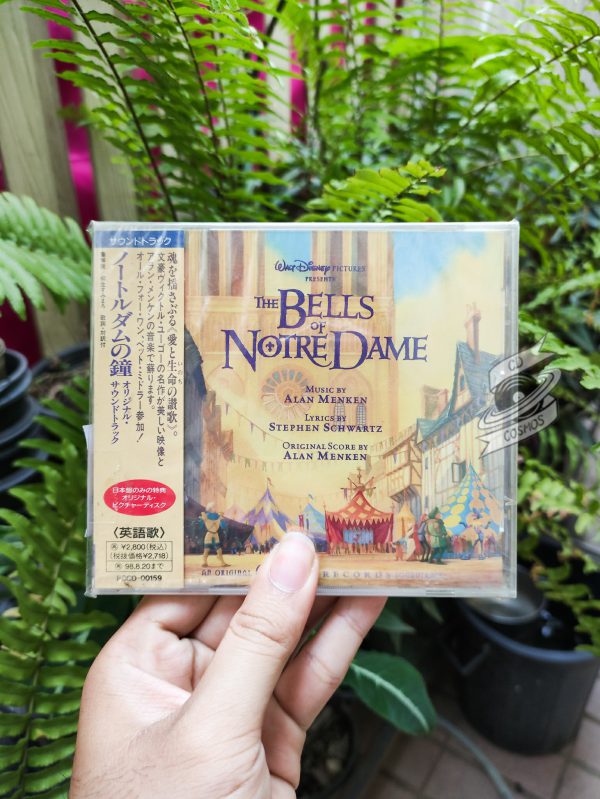 サウンドトラック
魂を揺さぶる《愛と生命の讃歌》。
文豪ヴィクトル・ユーゴーの名作が美しい映像と
アラン・メンケンの音楽で蘇ります。
オール・フォー・ワン、ベット・ミドラー参加！
ノートルダムの鐘 オリジナル・サウンドトラック
日本盤のみの特典
オリジナル・
ピクチャーディスク
〈英語歌〉
¥2,800(税込)
(税抜価格¥2,718)
98.8.20まで
PCCD-00159
WALT DISNEY PICTURES
PRESENTS
THE BELLS
OF
NOTRE DAME
MUSIC BY
ALAN MENKEN
LYRICS BY
STEPHEN SCHWARTZ
ORIGINAL SCORE BY
ALAN MENKEN
AN ORIGINAL RECORDS
CD
COSMOS